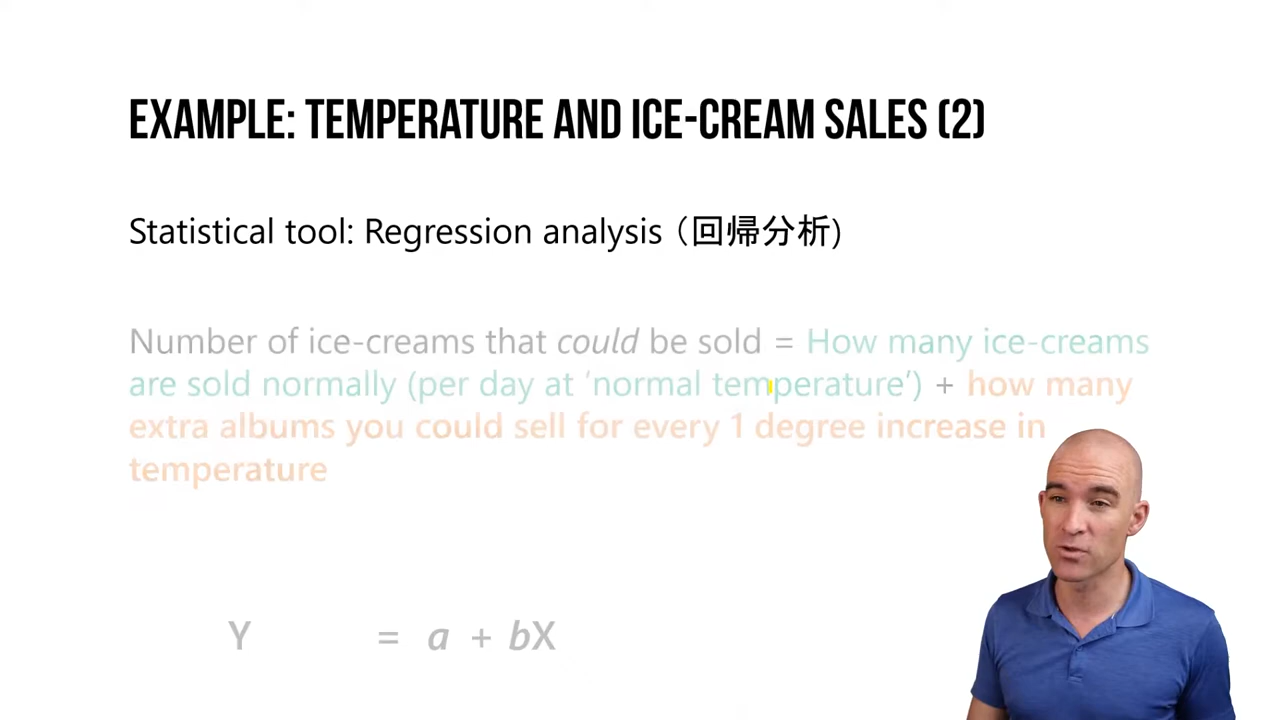 EXAMPLE: TEMPERATURE AND ICE-CREAM SALES (2)
Statistical tool: Regression analysis （回帰分析)
Number of ice-creams that could be sold = How many ice-creams
are sold normally (per day at ‘normal temperature’) + how many
extra albums you could sell for every 1 degree increase in
temperature
Y = a + bX